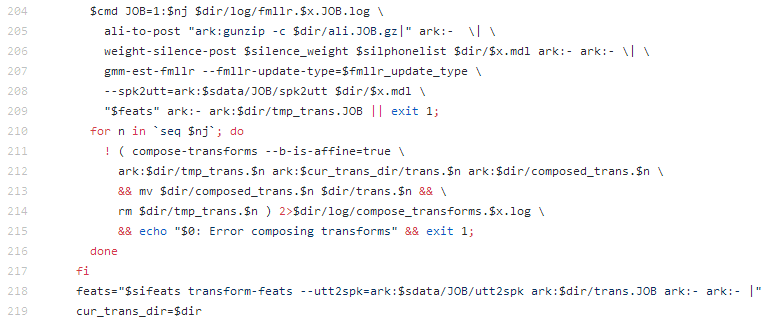 204 $cmd JOB=1:$nj $dir/log/fmllr.$x.JOB.log \
205 ali-to-post "ark:gunzip -c $dir/ali.JOB.gz|" ark:-  \| \
206 weight-silence-post $silence_weight $silphonelist $dir/$x.mdl ark:- ark:- \| \
207 gmm-est-fmllr --fmllr-update-type=$fmllr_update_type \
208 --spk2utt=ark:$sdata/JOB/spk2utt $dir/$x.mdl \
209 "$feats" ark:- ark:$dir/tmp_trans.JOB || exit 1;
210 for n in `seq $nj`; do
211 ! ( compose-transforms --b-is-affine=true \
212 ark:$dir/tmp_trans.$n ark:$cur_trans_dir/trans.$n ark:$dir/composed_trans.$n \
213 && mv $dir/composed_trans.$n $dir/trans.$n && \
214 rm $dir/tmp_trans.$n ) 2>$dir/log/compose_transforms.$x.log \
215 && echo "$0: Error composing transforms" && exit 1;
216 done
217 fi
218 feats="$sifeats transform-feats --utt2spk=ark:$sdata/JOB/utt2spk ark:$dir/trans.JOB ark:- ark:- |"
219 cur_trans_dir=$dir